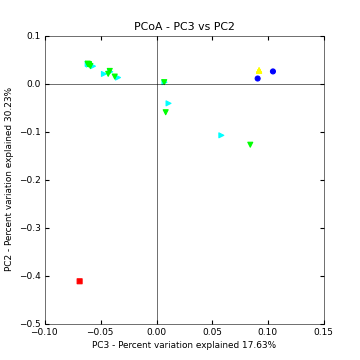 PCoA - PC3 vs PC2
0.1
0.0
−0.1
−0.2
−0.3
−0.4
−0.5
PC2 - Percent variation explained 30.23%
−0.10 −0.05 0.00 0.05 0.10 0.15
PC3 - Percent variation explained 17.63%